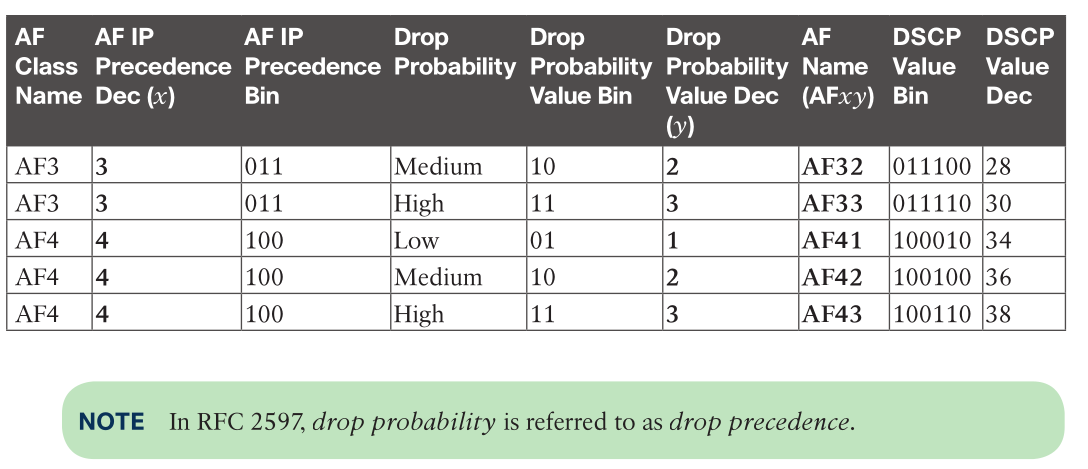 AF Class Name | AF IP Precedence Dec (x) | AF IP Precedence Bin | Drop Probability | Drop Probability Value Bin | Drop Probability Value Dec (y) | AF Name (AFxy) | DSCP Value Bin | DSCP Value Dec
AF3 | 3 | 011 | Medium | 10 | 2 | AF32 | 011100 | 28
AF3 | 3 | 011 | High | 11 | 3 | AF33 | 011110 | 30
AF4 | 4 | 100 | Low | 01 | 1 | AF41 | 100010 | 34
AF4 | 4 | 100 | Medium | 10 | 2 | AF42 | 100100 | 36
AF4 | 4 | 100 | High | 11 | 3 | AF43 | 100110 | 38
NOTE In RFC 2597, drop probability is referred to as drop precedence.